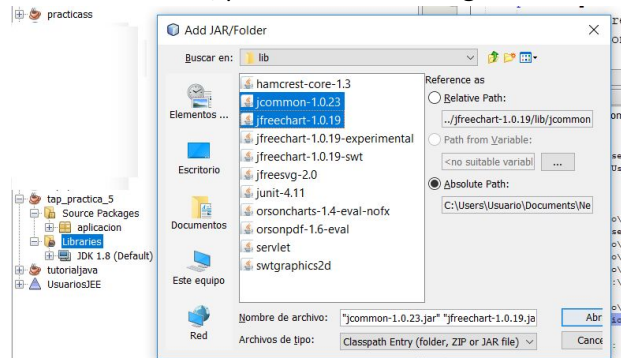 practicass
Add JAR/Folder
Buscar en:
lib
Elementos ...
Escritorio
Documentos
Este equipo
Red
hamcrest-core-1.3
jcommon-1.0.23
jfreechart-1.0.19
jfreechart-1.0.19-experimental
jfreechart-1.0.19-swt
jfreesvg-2.0
junit-4.11
orsoncharts-1.4-eval-nofx
orsonpdf-1.6-eval
servlet
swtgraphics2d
Reference as
Relative Path:
../jfreechart-1.0.19/lib/jcommon
Path from Variable:
<no suitable variabl
...
Absolute Path:
C:\Users\Usuario\Documents\Ne
Nombre de archivo:
"jcommon-1.0.23.jar" "jfreechart-1.0.19.ja
Abr
Archivos de tipo:
Classpath Entry (folder, ZIP or JAR file)
Cance
tap_practica_5
Source Packages
aplicacion
Libraries
JDK 1.8 (Default)
tutorialjava
UsuariosJEE